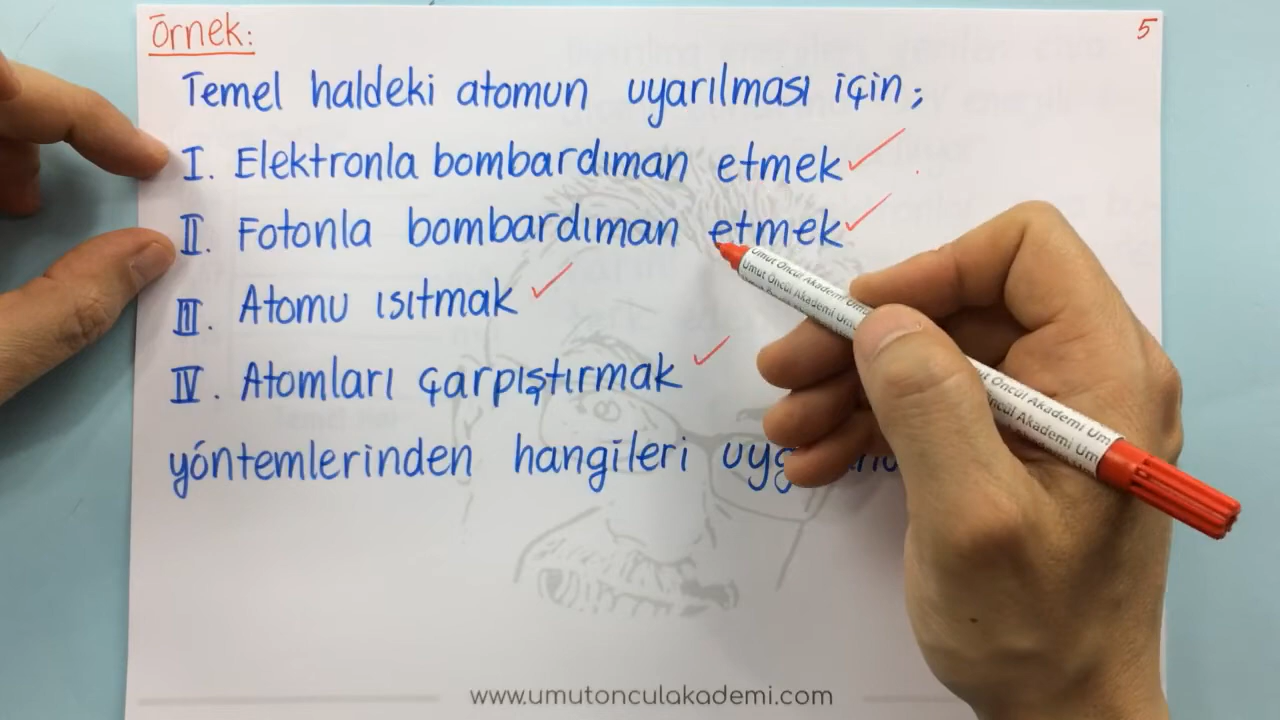 Örnek:
5
Temel haldeki atomun uyarılması için;
I. Elektronla bombardıman etmek
II. Fotonla bombardıman etmek
III. Atomu ısıtmak
IV. Atomları çarpıştırmak
yöntemlerinden hangileri
Umut Öncül Akademi
www.umutonculakademi.com